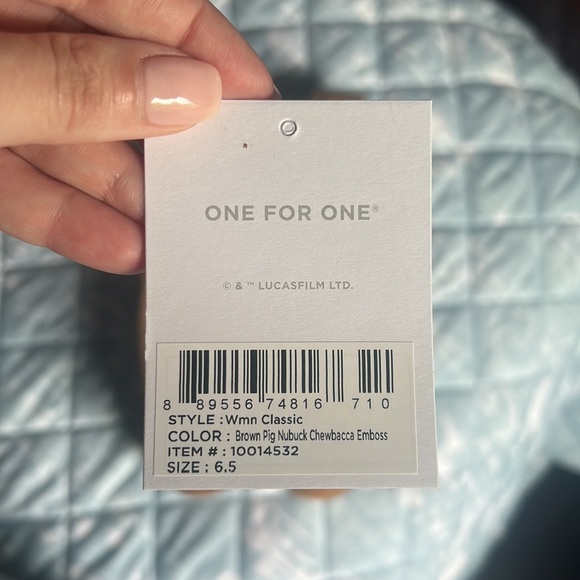 ONE FOR ONE®
© & ™ LUCASFILM LTD.
8 89556 74816 710
STYLE : Wmn Classic
COLOR : Brown Pig Nubuck Chewbacca Emboss
ITEM # : 10014532
SIZE : 6.5